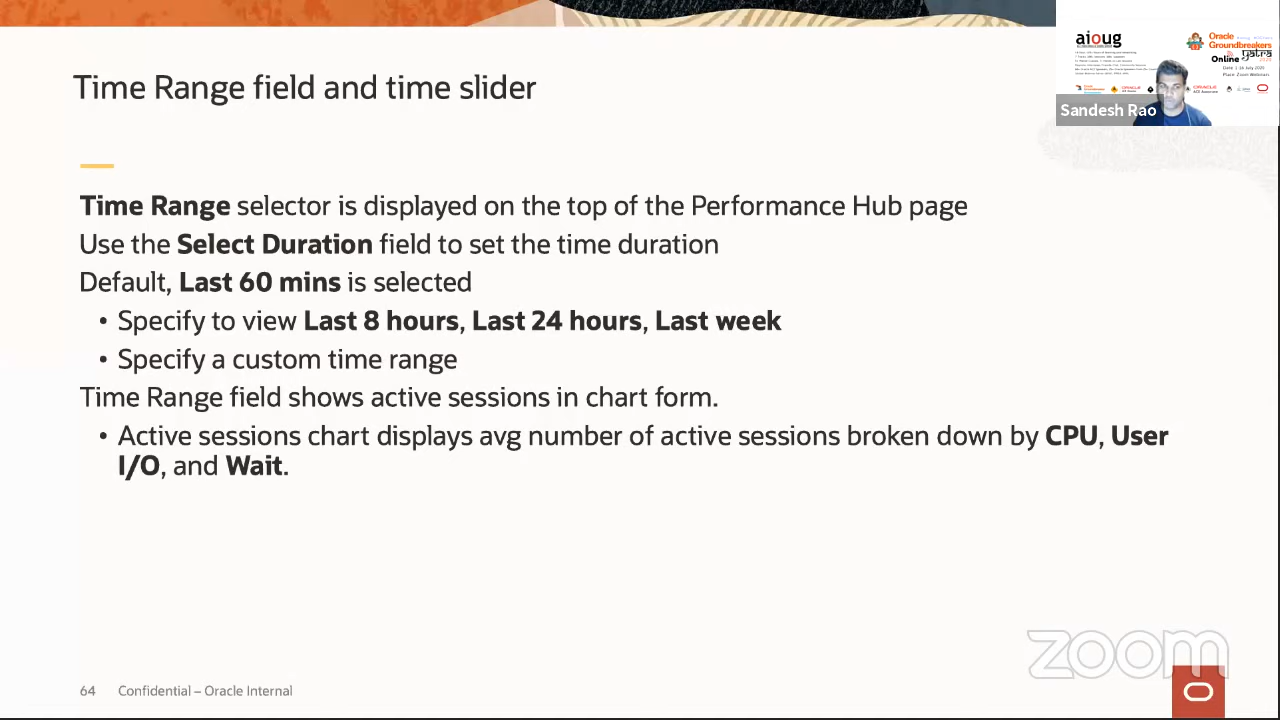 Time Range field and time slider
aioug
Oracle
Groundbreakers
Online yatra
Sandesh Rao
Time Range selector is displayed on the top of the Performance Hub page
Use the Select Duration field to set the time duration
Default, Last 60 mins is selected
• Specify to view Last 8 hours, Last 24 hours, Last week
• Specify a custom time range
Time Range field shows active sessions in chart form.
• Active sessions chart displays avg number of active sessions broken down by CPU, User
I/O, and Wait.
zoom
64 Confidential – Oracle Internal